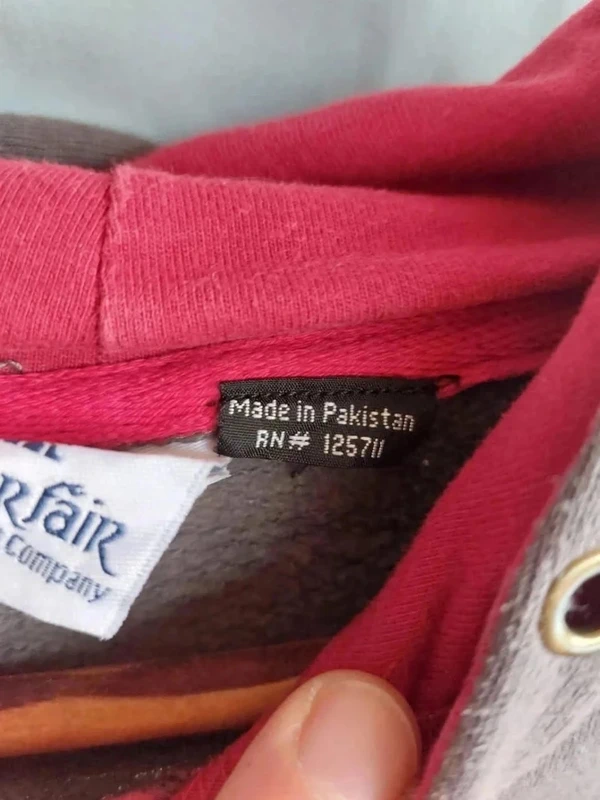 Made in Pakistan
RN# 125711
RFaiR
Company